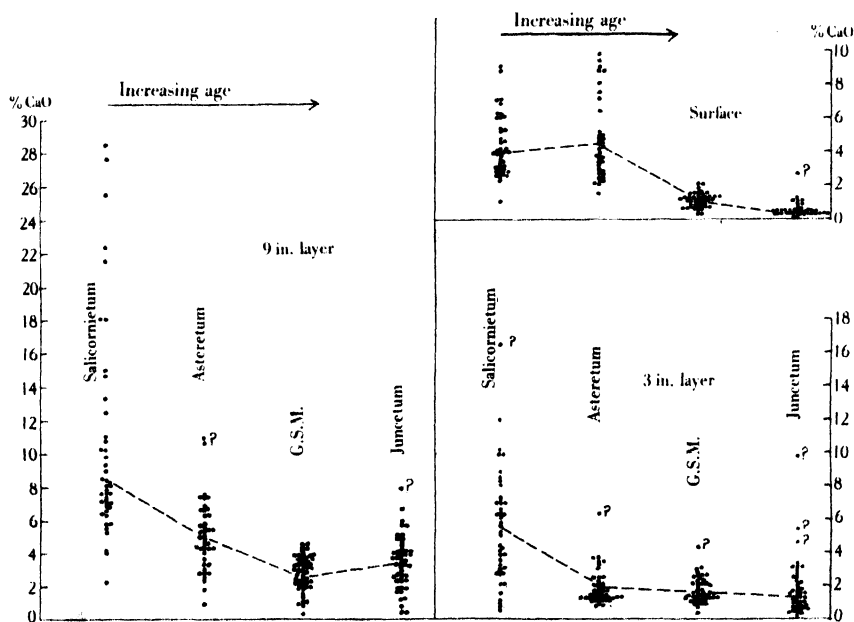 Increasing age
% CaO
30
28
26
24
22
20
18
16
14
12
10
8
6
4
2
0
9 in. layer
Salicornietum
Asteretum
G.S.M.
Juncetum
?
?
Increasing age
% CaO
10
8
6
4
2
0
Surface
?
18
16
14
12
10
8
6
4
2
0
3 in. layer
Salicornietum
Asteretum
G.S.M.
Juncetum
?
?
?
?
?
?